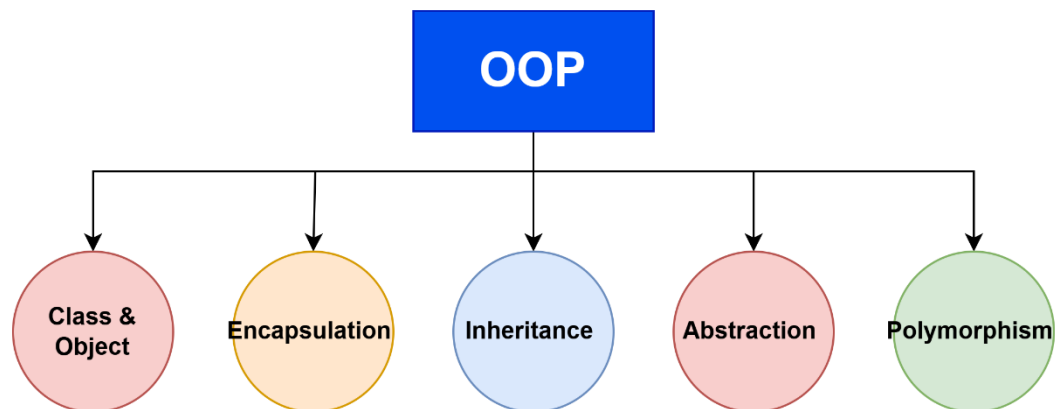 OOP
Class &
Object
Encapsulation
Inheritance
Abstraction
Polymorphism